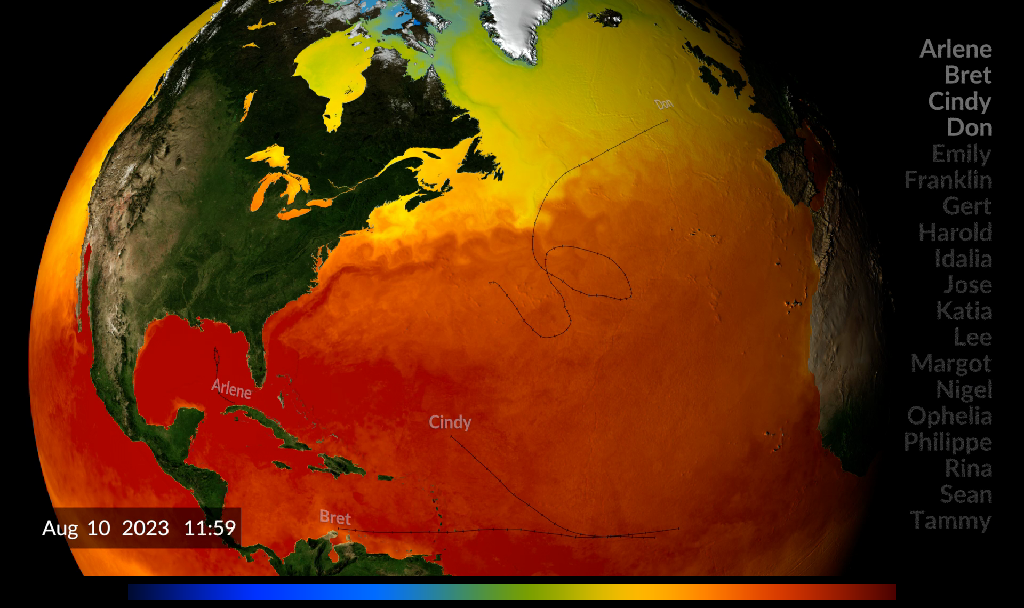 Arlene
Bret
Cindy
Don
Emily
Franklin
Gert
Harold
Idalia
Jose
Katia
Lee
Margot
Nigel
Ophelia
Philippe
Rina
Sean
Tammy
Don
Arlene
Cindy
Bret
Aug 10 2023 11:59